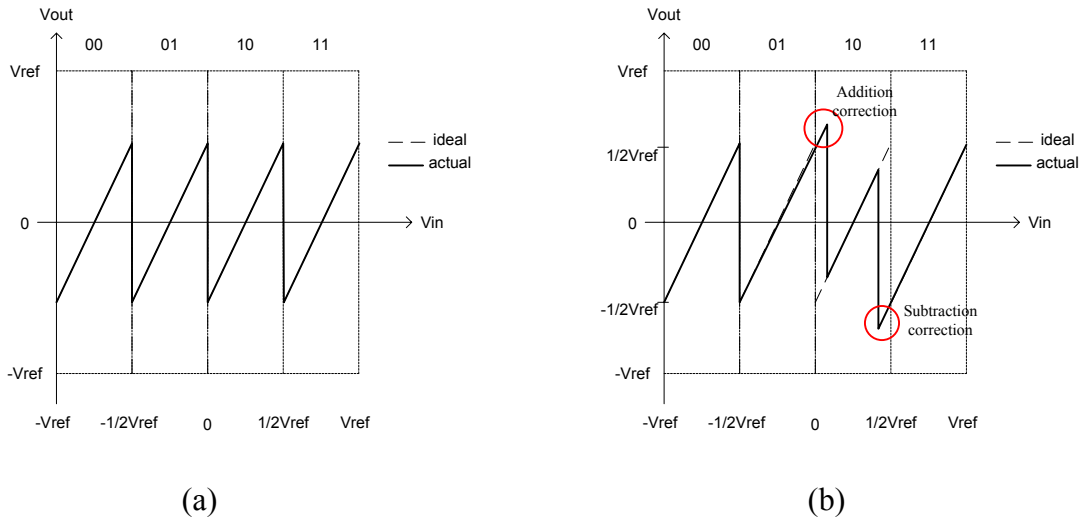 Vout
00 01 10 11
Vref
ideal
actual
0
Vin
-Vref
-Vref -1/2Vref 0 1/2Vref Vref
(a)
Vout
00 01 10 11
Vref
Addition
correction
ideal
actual
1/2Vref
0
Vin
-1/2Vref
Subtraction
correction
-Vref
-Vref -1/2Vref 0 1/2Vref Vref
(b)